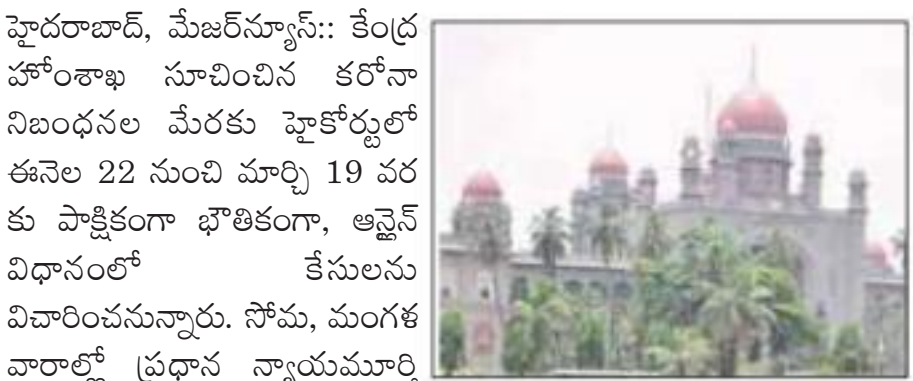 హైదరాబాద్, మేజర్‌న్యూస్:: కేంద్ర
హోంశాఖ సూచించిన కరోనా
నిబంధనల మేరకు హైకోర్టులో
ఈనెల 22 నుంచి మార్చి 19 వర
కు పాక్షికంగా భౌతికంగా, ఆన్లైన్
విధానంలో కేసులను
విచారించనున్నారు. సోమ, మంగళ
వారాల్లో ప్రధాన న్యాయమూర్తి